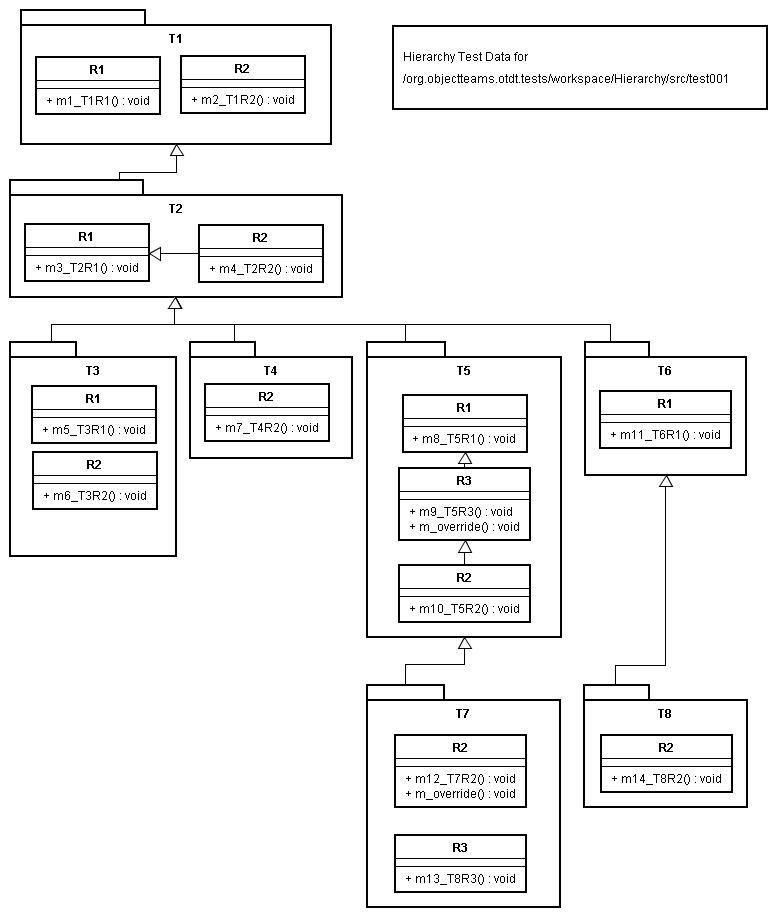 T1
R1
+ m1_T1R1() : void
R2
+ m2_T1R2() : void
Hierarchy Test Data for
/org.objectteams.otdt.tests/workspace/Hierarchy/src/test001
T2
R1
+ m3_T2R1() : void
R2
+ m4_T2R2() : void
T3
R1
+ m5_T3R1() : void
R2
+ m6_T3R2() : void
T4
R2
+ m7_T4R2() : void
T5
R1
+ m8_T5R1() : void
R3
+ m9_T5R3() : void
+ m_override() : void
R2
+ m10_T5R2() : void
T6
R1
+ m11_T6R1() : void
T7
R2
+ m12_T7R2() : void
+ m_override() : void
R3
+ m13_T8R3() : void
T8
R2
+ m14_T8R2() : void